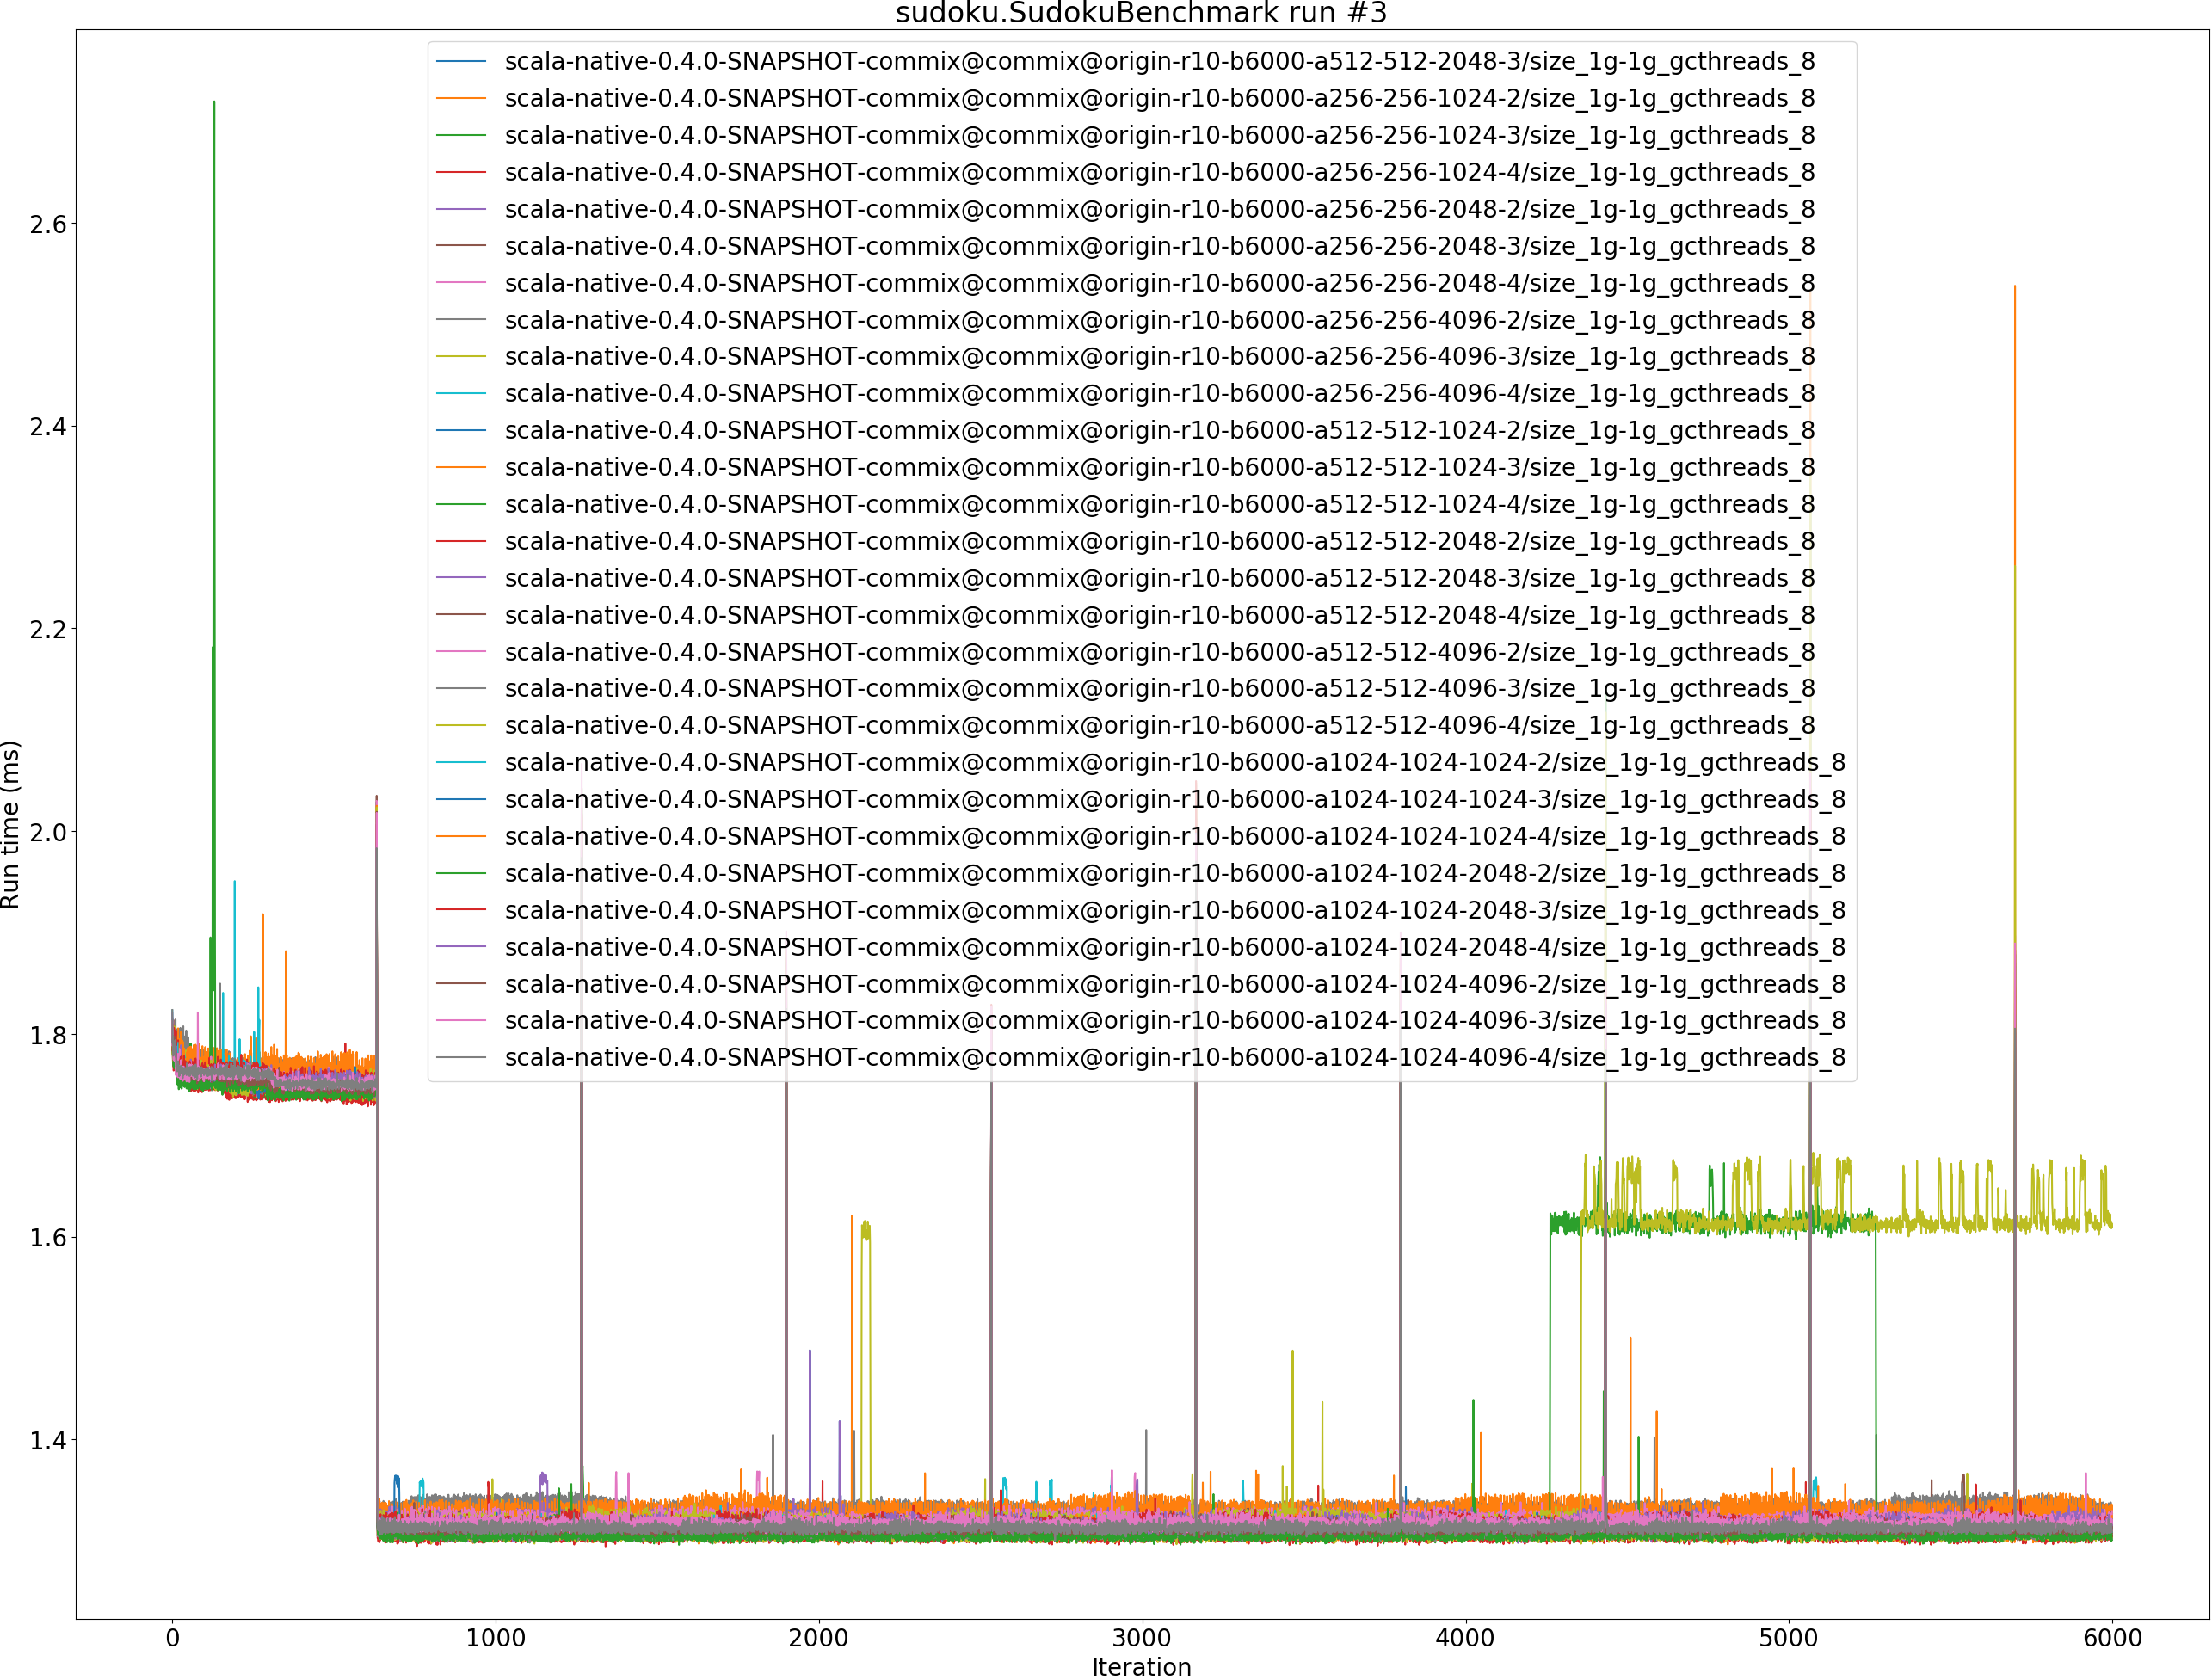 sudoku.SudokuBenchmark run #3
scala-native-0.4.0-SNAPSHOT-commix@commix@origin-r10-b6000-a512-512-2048-3/size_1g-1g_gcthreads_8
scala-native-0.4.0-SNAPSHOT-commix@commix@origin-r10-b6000-a256-256-1024-2/size_1g-1g_gcthreads_8
scala-native-0.4.0-SNAPSHOT-commix@commix@origin-r10-b6000-a256-256-1024-3/size_1g-1g_gcthreads_8
scala-native-0.4.0-SNAPSHOT-commix@commix@origin-r10-b6000-a256-256-1024-4/size_1g-1g_gcthreads_8
scala-native-0.4.0-SNAPSHOT-commix@commix@origin-r10-b6000-a256-256-2048-2/size_1g-1g_gcthreads_8
scala-native-0.4.0-SNAPSHOT-commix@commix@origin-r10-b6000-a256-256-2048-3/size_1g-1g_gcthreads_8
scala-native-0.4.0-SNAPSHOT-commix@commix@origin-r10-b6000-a256-256-2048-4/size_1g-1g_gcthreads_8
scala-native-0.4.0-SNAPSHOT-commix@commix@origin-r10-b6000-a256-256-4096-2/size_1g-1g_gcthreads_8
scala-native-0.4.0-SNAPSHOT-commix@commix@origin-r10-b6000-a256-256-4096-3/size_1g-1g_gcthreads_8
scala-native-0.4.0-SNAPSHOT-commix@commix@origin-r10-b6000-a256-256-4096-4/size_1g-1g_gcthreads_8
scala-native-0.4.0-SNAPSHOT-commix@commix@origin-r10-b6000-a512-512-1024-2/size_1g-1g_gcthreads_8
scala-native-0.4.0-SNAPSHOT-commix@commix@origin-r10-b6000-a512-512-1024-3/size_1g-1g_gcthreads_8
scala-native-0.4.0-SNAPSHOT-commix@commix@origin-r10-b6000-a512-512-1024-4/size_1g-1g_gcthreads_8
scala-native-0.4.0-SNAPSHOT-commix@commix@origin-r10-b6000-a512-512-2048-2/size_1g-1g_gcthreads_8
scala-native-0.4.0-SNAPSHOT-commix@commix@origin-r10-b6000-a512-512-2048-3/size_1g-1g_gcthreads_8
scala-native-0.4.0-SNAPSHOT-commix@commix@origin-r10-b6000-a512-512-2048-4/size_1g-1g_gcthreads_8
scala-native-0.4.0-SNAPSHOT-commix@commix@origin-r10-b6000-a512-512-4096-2/size_1g-1g_gcthreads_8
scala-native-0.4.0-SNAPSHOT-commix@commix@origin-r10-b6000-a512-512-4096-3/size_1g-1g_gcthreads_8
scala-native-0.4.0-SNAPSHOT-commix@commix@origin-r10-b6000-a512-512-4096-4/size_1g-1g_gcthreads_8
scala-native-0.4.0-SNAPSHOT-commix@commix@origin-r10-b6000-a1024-1024-1024-2/size_1g-1g_gcthreads_8
scala-native-0.4.0-SNAPSHOT-commix@commix@origin-r10-b6000-a1024-1024-1024-3/size_1g-1g_gcthreads_8
scala-native-0.4.0-SNAPSHOT-commix@commix@origin-r10-b6000-a1024-1024-1024-4/size_1g-1g_gcthreads_8
scala-native-0.4.0-SNAPSHOT-commix@commix@origin-r10-b6000-a1024-1024-2048-2/size_1g-1g_gcthreads_8
scala-native-0.4.0-SNAPSHOT-commix@commix@origin-r10-b6000-a1024-1024-2048-3/size_1g-1g_gcthreads_8
scala-native-0.4.0-SNAPSHOT-commix@commix@origin-r10-b6000-a1024-1024-2048-4/size_1g-1g_gcthreads_8
scala-native-0.4.0-SNAPSHOT-commix@commix@origin-r10-b6000-a1024-1024-4096-2/size_1g-1g_gcthreads_8
scala-native-0.4.0-SNAPSHOT-commix@commix@origin-r10-b6000-a1024-1024-4096-3/size_1g-1g_gcthreads_8
scala-native-0.4.0-SNAPSHOT-commix@commix@origin-r10-b6000-a1024-1024-4096-4/size_1g-1g_gcthreads_8
2.6
2.4
2.2
2.0
1.8
1.6
1.4
Run time (ms)
0 1000 2000 3000 4000 5000 6000
Iteration